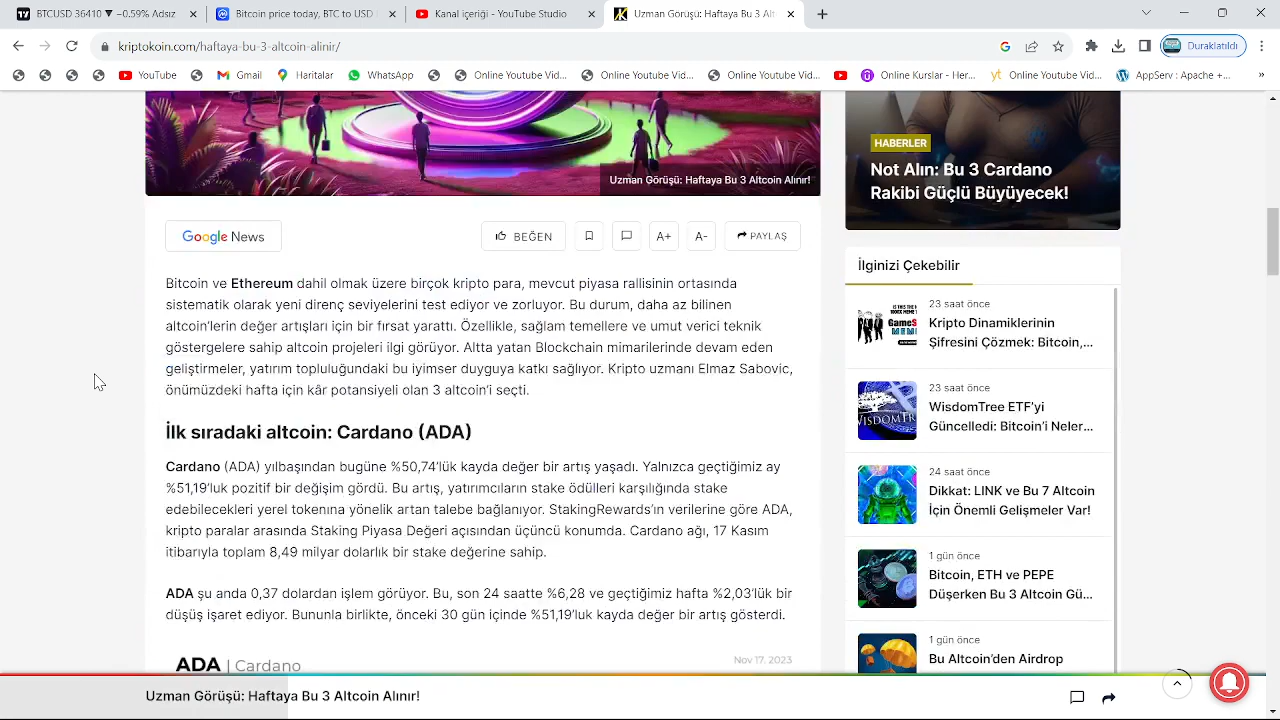 BTCUSD 36410 ▼ −0.59% Adsız
Bitcoin price today, BTC to USD
Kanal içeriği - YouTube Studio
Uzman Görüşü: Haftaya Bu 3 Alt
kriptokoin.com/haftaya-bu-3-altcoin-alinir/
Duraklatıldı
YouTube
Gmail
Haritalar
WhatsApp
Online Youtube Vid...
Online Youtube Vid...
Online Youtube Vid...
Online Kurslar - Her...
yt Online Youtube Vid...
AppServ : Apache +...
»
Uzman Görüşü: Haftaya Bu 3 Altcoin Alınır!
Google News
BEĞEN
A+
A-
PAYLAŞ
Bitcoin ve Ethereum dahil olmak üzere birçok kripto para, mevcut piyasa rallisinin ortasında
sistematik olarak yeni direnç seviyelerini test ediyor ve zorluyor. Bu durum, daha az bilinen
altcoin'lerin değer artışları için bir fırsat yarattı. Özellikle, sağlam temellere ve umut verici teknik
göstergelere sahip altcoin projeleri ilgi görüyor. Altta yatan Blockchain mimarilerinde devam eden
geliştirmeler, yatırım topluluğundaki bu iyimser duyguya katkı sağlıyor. Kripto uzmanı Elmaz Sabovic,
önümüzdeki hafta için kâr potansiyeli olan 3 altcoin'i seçti.
İlk sıradaki altcoin: Cardano (ADA)
Cardano (ADA) yılbaşından bugüne %50,74'lük kayda değer bir artış yaşadı. Yalnızca geçtiğimiz ay
%51,19'luk pozitif bir değişim gördü. Bu artış, yatırımcıların stake ödülleri karşılığında stake
edebilecekleri yerel tokenına yönelik artan talebe bağlanıyor. StakingRewards'ın verilerine göre ADA,
kripto paralar arasında Staking Piyasa Değeri açısından üçüncü konumda. Cardano ağı, 17 Kasım
itibarıyla toplam 8,49 milyar dolarlık bir stake değerine sahip.
ADA şu anda 0,37 dolardan işlem görüyor. Bu, son 24 saatte %6,28 ve geçtiğimiz hafta %2,03'lük bir
düşüş işaret ediyor. Bununla birlikte, önceki 30 gün içinde %51,19'luk kayda değer bir artış gösterdi.
ADA | Cardano
Nov 17, 2023
HABERLER
Not Alın: Bu 3 Cardano
Rakibi Güçlü Büyüyecek!
İlginizi Çekebilir
23 saat önce
Kripto Dinamiklerinin
Şifresini Çözmek: Bitcoin,...
23 saat önce
WisdomTree ETF'yi
Güncelledi: Bitcoin'i Neler...
24 saat önce
Dikkat: LINK ve Bu 7 Altcoin
İçin Önemli Gelişmeler Var!
1 gün önce
Bitcoin, ETH ve PEPE
Düşerken Bu 3 Altcoin Gü...
1 gün önce
Bu Altcoin'den Airdrop
Uzman Görüşü: Haftaya Bu 3 Altcoin Alınır!